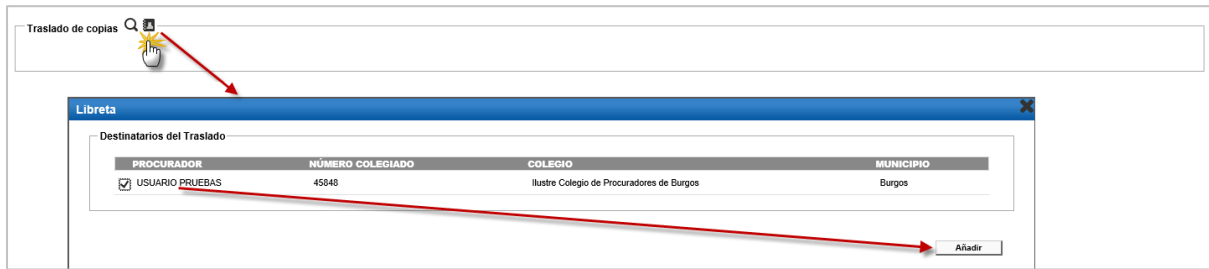 Traslado de copias
Libreta
Destinatarios del Traslado
PROCURADOR NÚMERO COLEGIADO COLEGIO MUNICIPIO
USUARIO PRUEBAS 45848 Ilustre Colegio de Procuradores de Burgos Burgos
Añadir